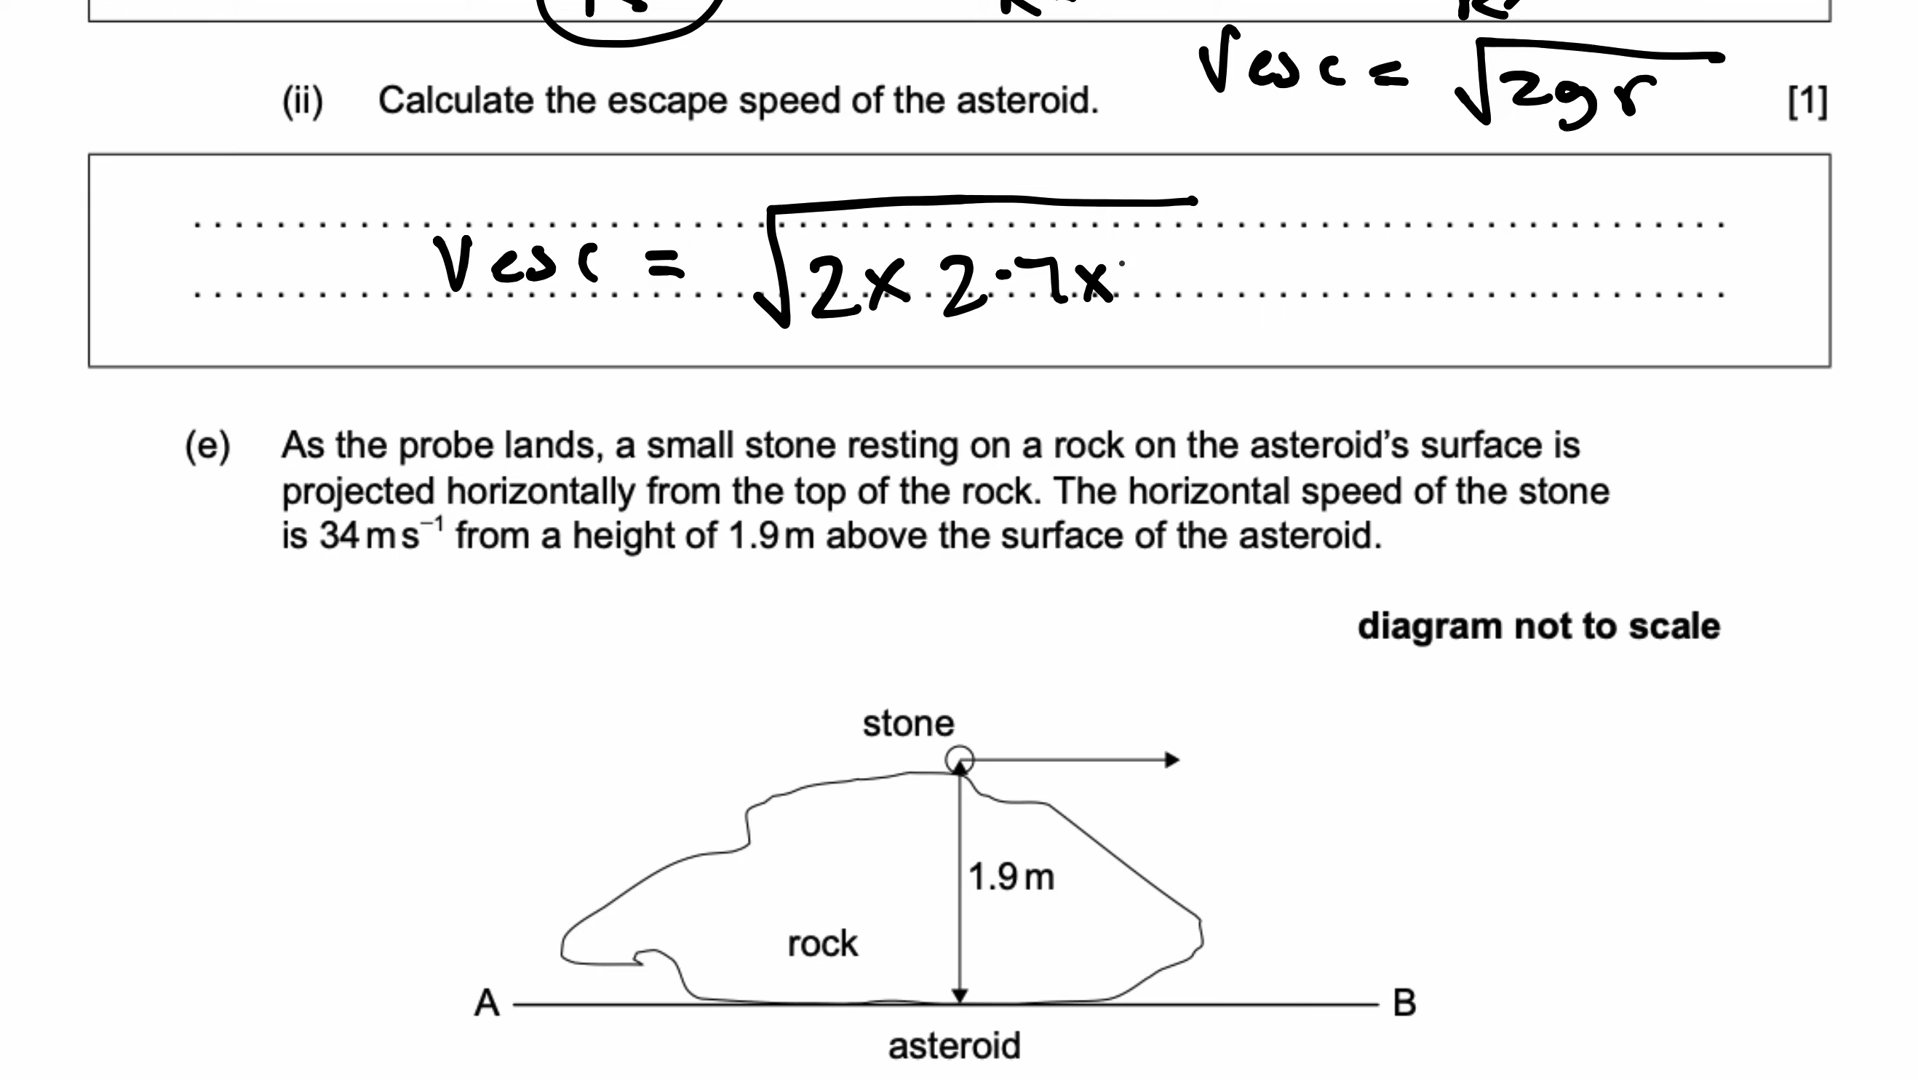 Vesc = √2gr
(ii) Calculate the escape speed of the asteroid. [1]
Vesc = √2x 2.7x
(e) As the probe lands, a small stone resting on a rock on the asteroid’s surface is
projected horizontally from the top of the rock. The horizontal speed of the stone
is 34 m s⁻¹ from a height of 1.9 m above the surface of the asteroid.
diagram not to scale
stone
1.9 m
rock
A B
asteroid